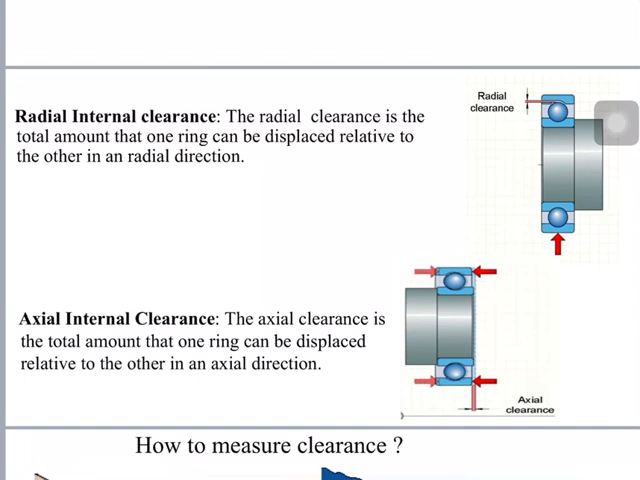 Radial Internal clearance: The radial clearance is the
total amount that one ring can be displaced relative to
the other in an radial direction.
Radial
clearance
Axial Internal Clearance: The axial clearance is
the total amount that one ring can be displaced
relative to the other in an axial direction.
Axial
clearance
How to measure clearance ?